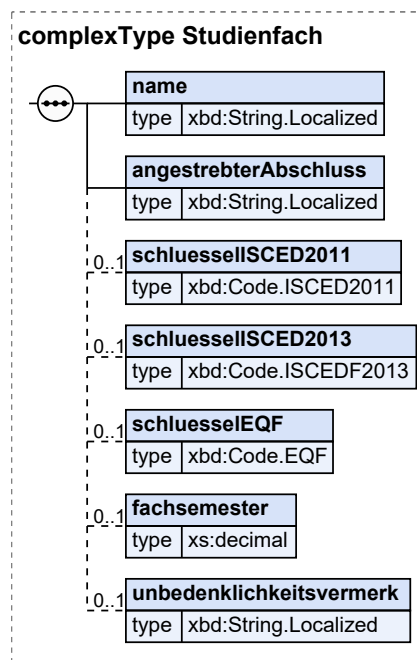 complexType Studienfach
name
type xbd:String.Localized
angestrebterAbschluss
type xbd:String.Localized
0..1 schluesselISCED2011
type xbd:Code.ISCED2011
0..1 schluesselISCED2013
type xbd:Code.ISCEDF2013
0..1 schluesselEQF
type xbd:Code.EQF
0..1 fachsemester
type xs:decimal
0..1 unbedenklichkeitsvermerk
type xbd:String.Localized